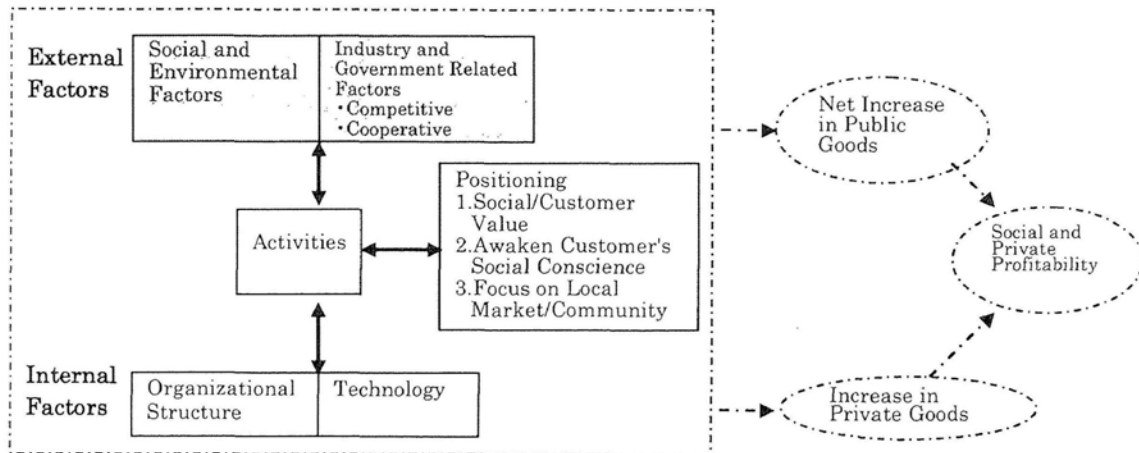 External
Factors
Social and
Environmental
Factors
Industry and
Government Related
Factors
・Competitive
・Cooperative
Net Increase
in Public
Goods
Activities
Positioning
1.Social/Customer
Value
2.Awaken Customer's
Social Conscience
3.Focus on Local
Market/Community
Social and
Private
Profitability
Internal
Factors
Organizational
Structure
Technology
Increase in
Private Goods